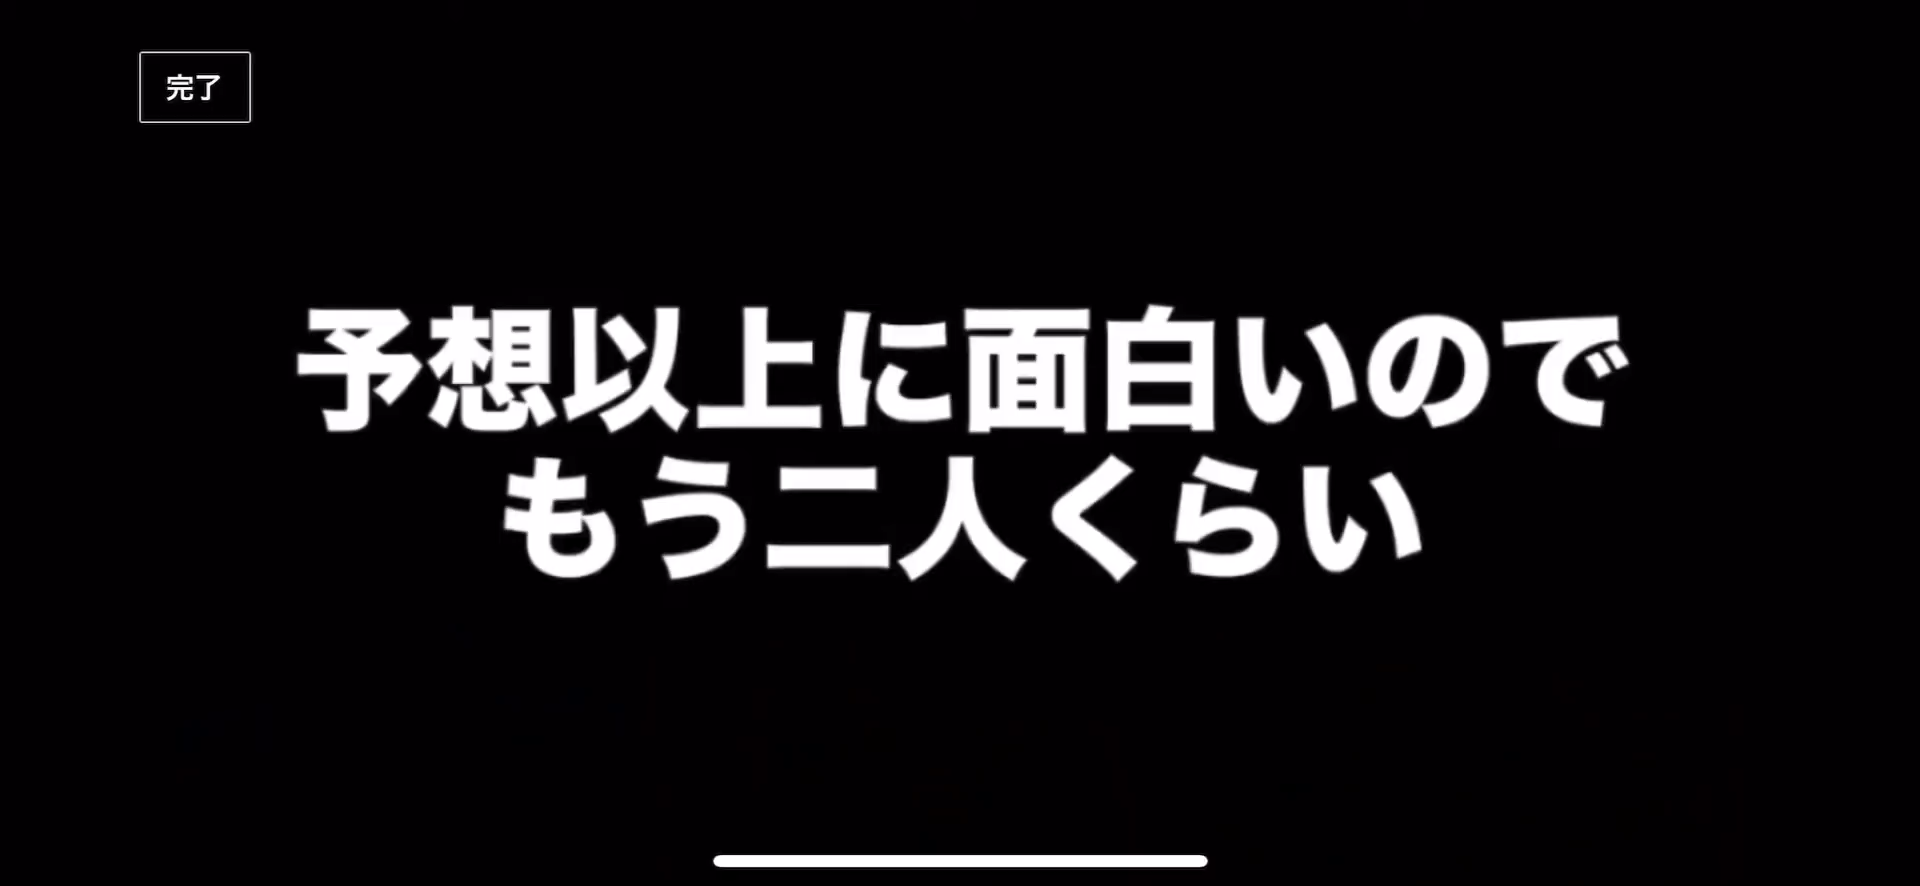 完了
予想以上に面白いので
もう二人くらい